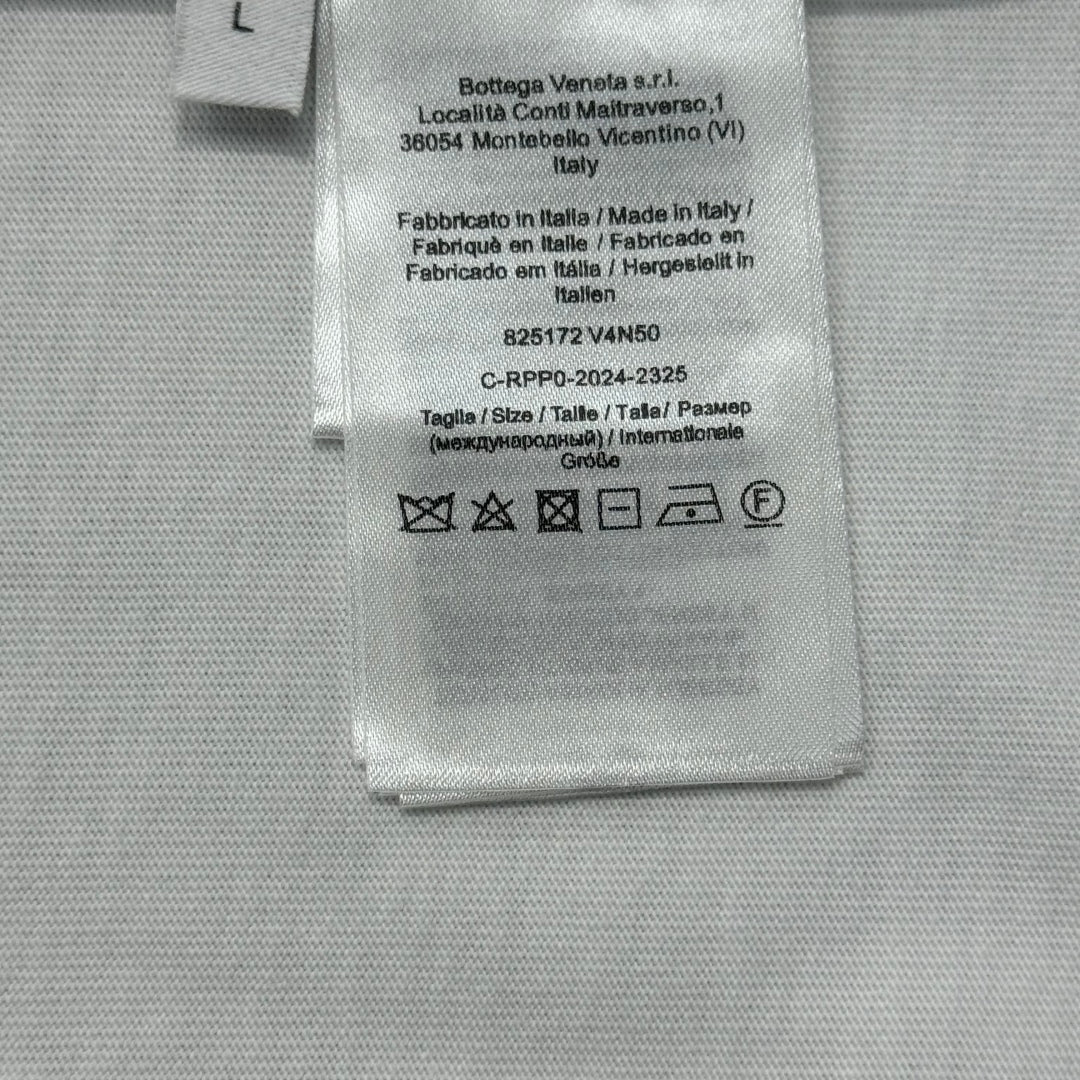 L
Bottega Veneta s.r.l.
Località Conti Maltraverso,1
36054 Montebello Vicentino (VI)
Italy
Fabbricato in Italia / Made in Italy /
Fabriquè en Italie / Fabricado en
Fabricado em Itália / Hergestellt in
Italien
825172 V4N50
C-RPP0-2024-2325
Taglia / Size / Taille / Talla/ Размер
(международный) / Internationale
Größe
F